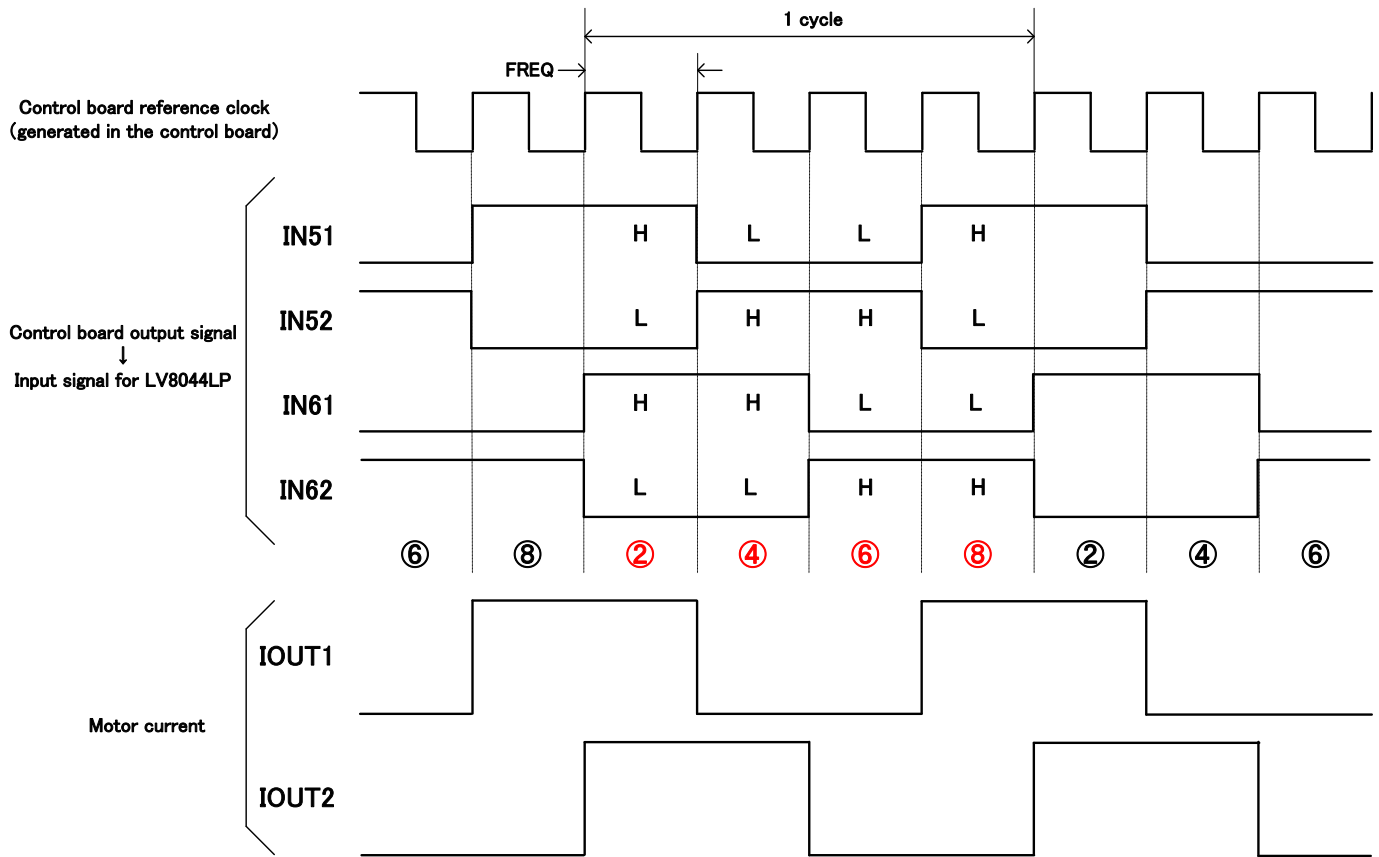 1 cycle
FREQ
Control board reference clock
(generated in the control board)
IN51
H L L H
IN52
L H H L
Control board output signal
↓
Input signal for LV8044LP
IN61
H H L L
IN62
L L H H
⑥ ⑧ ② ④ ⑥ ⑧ ② ④ ⑥
IOUT1
Motor current
IOUT2